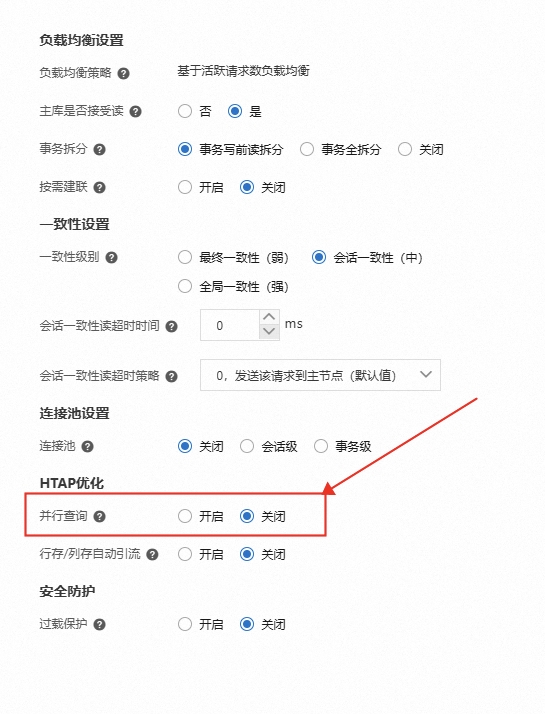 负载均衡设置
负载均衡策略 ? 基于活跃请求数负载均衡
主库是否接受读 ? 否 是
事务拆分 ? 事务写前读拆分 事务全拆分 关闭
按需建联 ? 开启 关闭
一致性设置
一致性级别 ? 最终一致性（弱） 会话一致性（中）
全局一致性（强）
会话一致性读超时时间 ? 0 ms
会话一致性读超时策略 ? 0，发送该请求到主节点（默认值）
连接池设置
连接池 ? 关闭 会话级 事务级
HTAP优化
并行查询 ? 开启 关闭
行存/列存自动引流 ? 开启 关闭
安全防护
过载保护 ? 开启 关闭